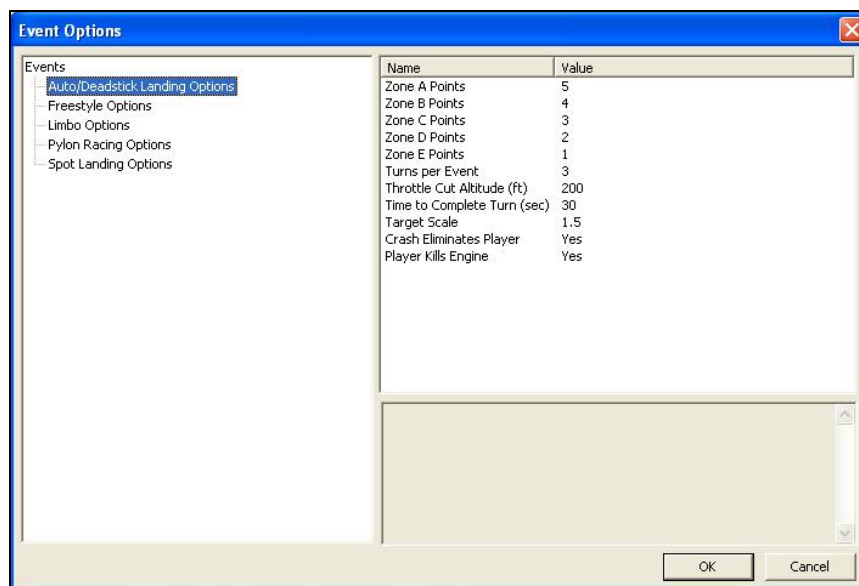 Event Options
Events
Auto/Deadstick Landing Options
Freestyle Options
Limbo Options
Pylon Racing Options
Spot Landing Options
Name Value
Zone A Points 5
Zone B Points 4
Zone C Points 3
Zone D Points 2
Zone E Points 1
Turns per Event 3
Throttle Cut Altitude (ft) 200
Time to Complete Turn (sec) 30
Target Scale 1.5
Crash Eliminates Player Yes
Player Kills Engine Yes
OK Cancel